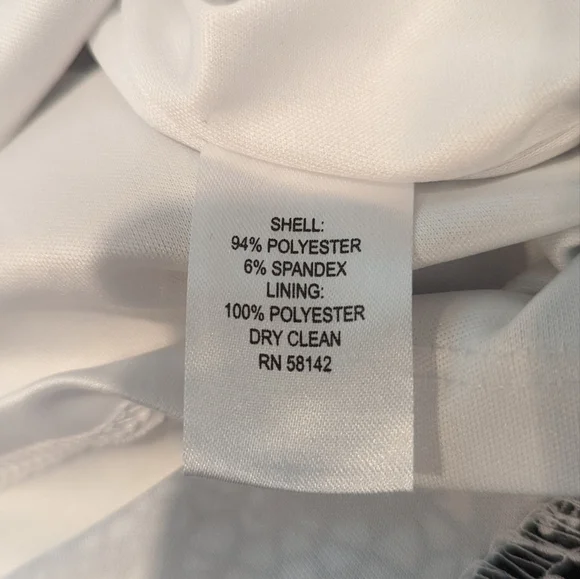 SHELL:
94% POLYESTER
6% SPANDEX
LINING:
100% POLYESTER
DRY CLEAN
RN 58142